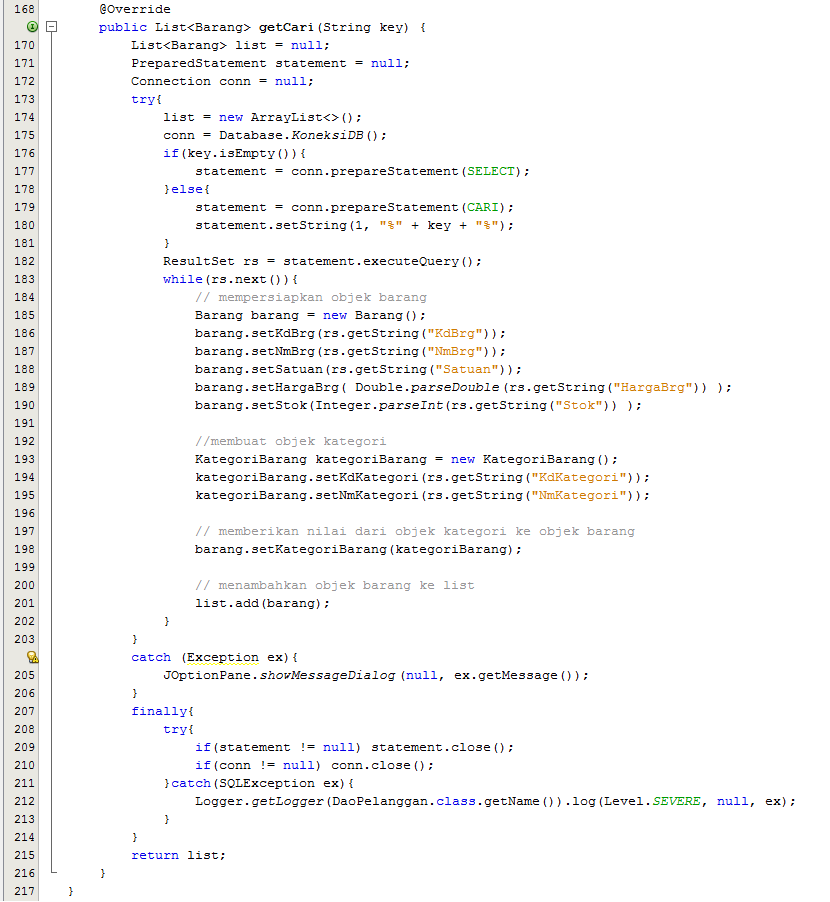 168 @Override
public List<Barang> getCari(String key) {
170 List<Barang> list = null;
171 PreparedStatement statement = null;
172 Connection conn = null;
173 try{
174 list = new ArrayList<>();
175 conn = Database.KoneksiDB();
176 if(key.isEmpty()){
177 statement = conn.prepareStatement(SELECT);
178 }else{
179 statement = conn.prepareStatement(CARI);
180 statement.setString(1, "%" + key + "%");
181 }
182 ResultSet rs = statement.executeQuery();
183 while(rs.next()){
184 // mempersiapkan objek barang
185 Barang barang = new Barang();
186 barang.setKdBrg(rs.getString("KdBrg"));
187 barang.setNmBrg(rs.getString("NmBrg"));
188 barang.setSatuan(rs.getString("Satuan"));
189 barang.setHargaBrg( Double.parseDouble(rs.getString("HargaBrg")) );
190 barang.setStok(Integer.parseInt(rs.getString("Stok")) );
191
192 //membuat objek kategori
193 KategoriBarang kategoriBarang = new KategoriBarang();
194 kategoriBarang.setKdKategori(rs.getString("KdKategori"));
195 kategoriBarang.setNmKategori(rs.getString("NmKategori"));
196
197 // memberikan nilai dari objek kategori ke objek barang
198 barang.setKategoriBarang(kategoriBarang);
199
200 // menambahkan objek barang ke list
201 list.add(barang);
202 }
203 }
catch (Exception ex){
205 JOptionPane.showMessageDialog(null, ex.getMessage());
206 }
207 finally{
208 try{
209 if(statement != null) statement.close();
210 if(conn != null) conn.close();
211 }catch(SQLException ex){
212 Logger.getLogger(DaoPelanggan.class.getName()).log(Level.SEVERE, null, ex);
213 }
214 }
215 return list;
216 }
217 }